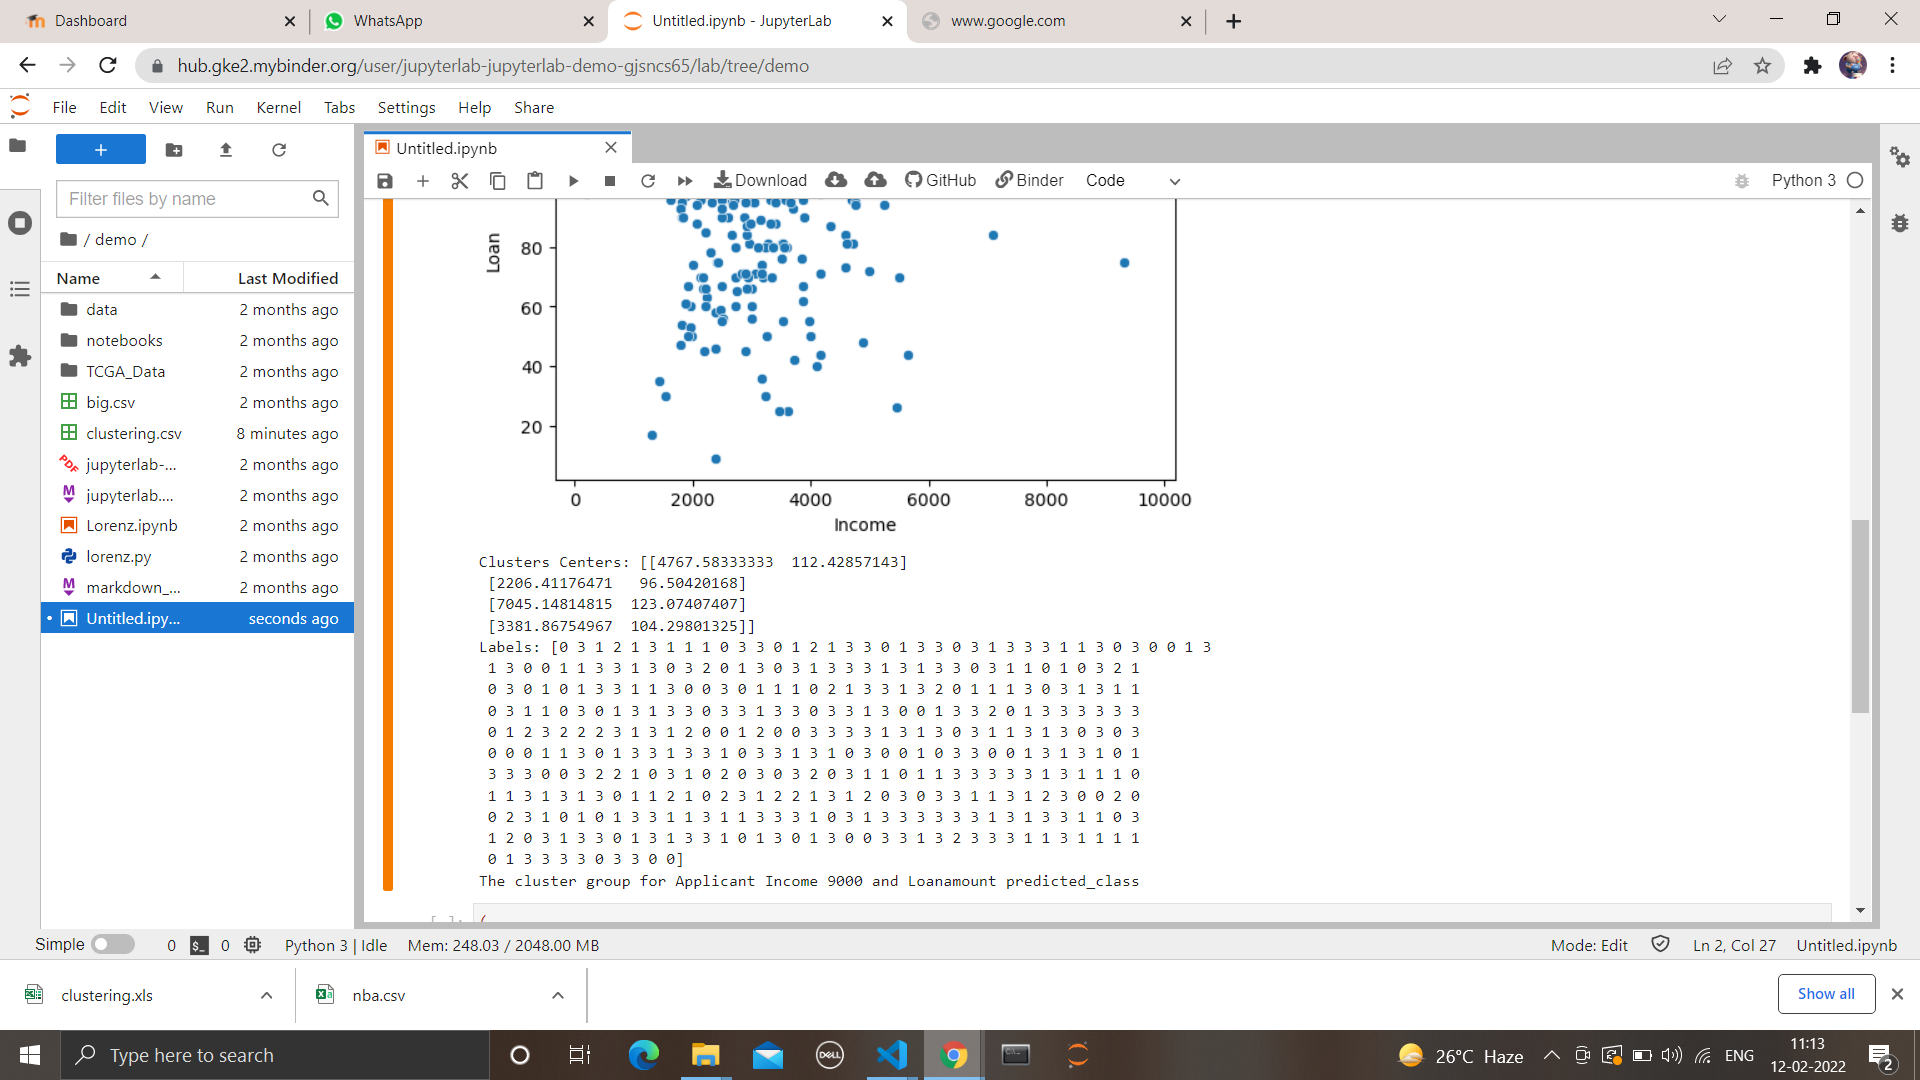 Dashboard
WhatsApp
Untitled.ipynb - JupyterLab
www.google.com
hub.gke2.mybinder.org/user/jupyterlab-jupyterlab-demo-gjsncs65/lab/tree/demo
File Edit View Run Kernel Tabs Settings Help Share
Filter files by name
/ demo /
Name Last Modified
data 2 months ago
notebooks 2 months ago
TCGA_Data 2 months ago
big.csv 2 months ago
clustering.csv 8 minutes ago
jupyterlab-... 2 months ago
jupyterlab.... 2 months ago
Lorenz.ipynb 2 months ago
lorenz.py 2 months ago
markdown_... 2 months ago
Untitled.ipy... seconds ago
Untitled.ipynb
Download GitHub Binder Code Python 3
Loan
80
60
40
20
0 2000 4000 6000 8000 10000
Income
Clusters Centers: [[4767.58333333 112.42857143]
[2206.41176471 96.50420168]
[7045.14814815 123.07407407]
[3381.86754967 104.29801325]]
Labels: [0 3 1 2 1 3 1 1 1 0 3 3 0 1 2 1 3 3 0 1 3 3 0 3 1 3 3 3 1 1 3 0 3 0 0 1 3
1 3 0 0 1 1 3 3 1 3 0 3 2 0 1 3 0 3 1 3 3 3 1 3 1 3 3 0 3 1 1 0 1 0 3 2 1
0 3 0 1 0 1 3 3 1 1 3 0 0 3 0 1 1 1 0 2 1 3 3 1 3 2 0 1 1 1 3 0 3 1 3 1 1
0 3 1 1 0 3 0 1 3 1 3 3 0 3 3 1 3 3 0 3 3 1 3 0 0 1 3 3 2 0 1 3 3 3 3 3 3
0 1 2 3 2 2 2 3 1 3 1 2 0 0 1 2 0 0 3 3 3 3 1 3 1 3 0 3 1 1 3 1 3 0 3 0 3
0 0 0 1 1 3 0 1 3 3 1 3 3 1 0 3 3 1 3 1 0 3 0 0 1 0 3 3 0 0 1 3 1 3 1 0 1
3 3 3 0 0 3 2 2 1 0 3 1 0 2 0 3 0 3 2 0 3 1 1 0 1 1 3 3 3 3 3 1 3 1 1 1 0
1 1 3 1 3 1 3 0 1 1 2 1 0 2 3 1 2 2 1 3 1 2 0 3 0 3 3 1 1 3 1 2 3 0 0 2 0
0 2 3 1 0 1 0 1 3 3 1 1 3 1 1 3 3 3 1 0 3 1 3 3 3 3 3 3 1 3 1 3 3 1 1 0 3
1 2 0 3 1 3 3 0 1 3 1 3 3 1 0 1 3 0 1 3 0 0 3 3 1 3 2 3 3 3 1 1 3 1 1 1 1
0 1 3 3 3 3 0 3 3 0 0]
The cluster group for Applicant Income 9000 and Loanamount predicted_class
[ ]: (
Simple 0 $_ 0 Python 3 | Idle Mem: 248.03 / 2048.00 MB Mode: Edit Ln 2, Col 27 Untitled.ipynb
clustering.xls
nba.csv
Show all
Type here to search
DELL
26°C Haze
ENG
11:13
12-02-2022
2